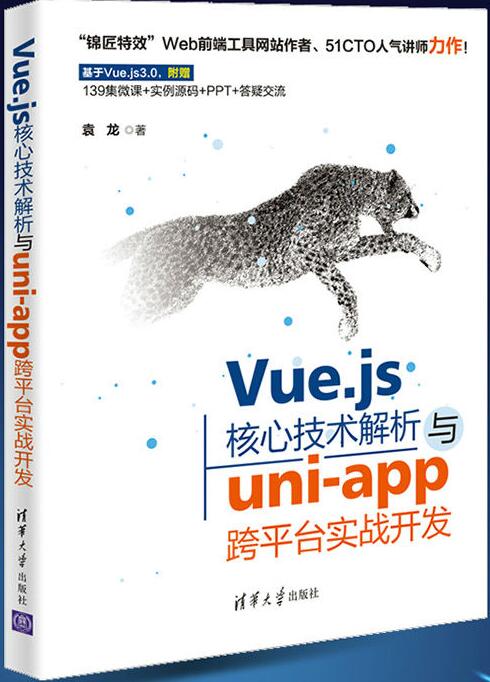 “锦匠特效”Web前端工具网站作者、51CTO人气讲师力作！
基于Vue.js3.0，附赠
139集微课+实例源码+PPT+答疑交流
袁 龙 ◎著
Vue.js
核心技术解析与
uni-app
跨平台实战开发
清华大学出版社
Vue.js核心技术解析与uni-app跨平台实战开发
清华大学出版社